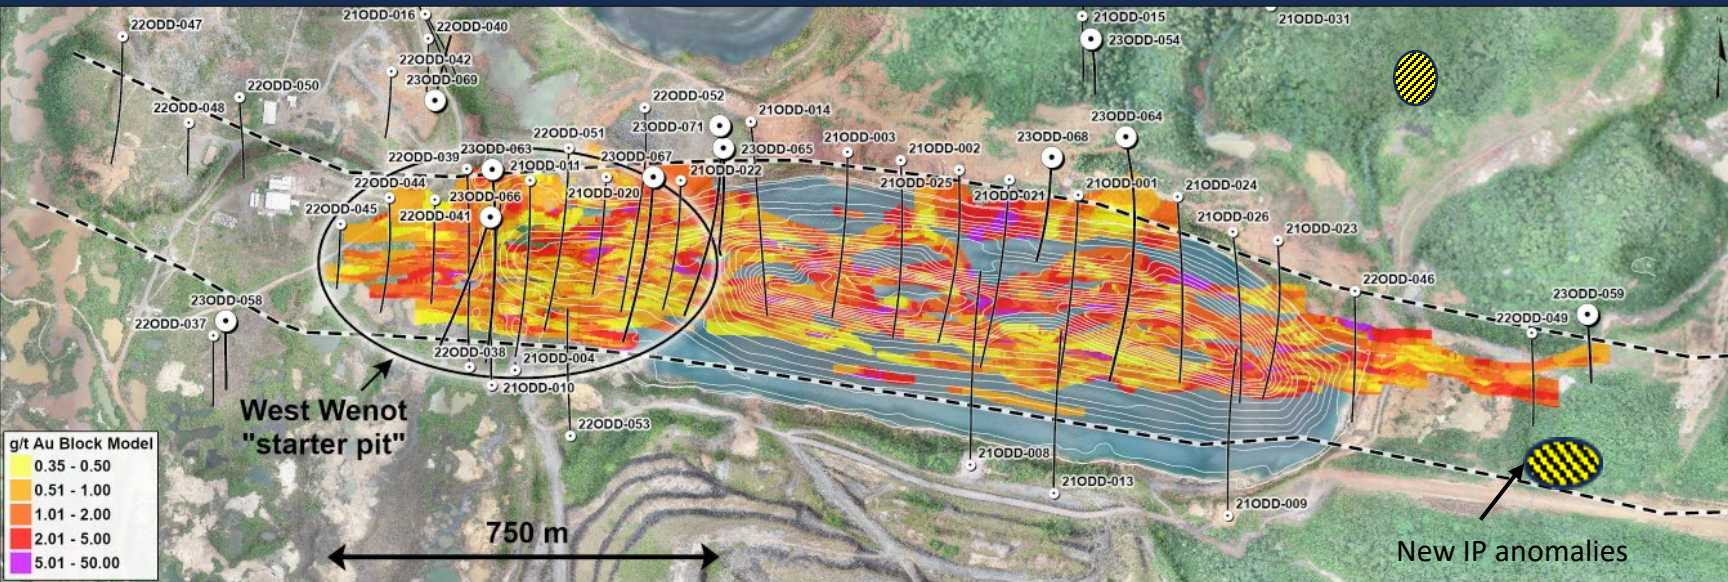 22ODD-047
21ODD-016
22ODD-040
21ODD-015
21ODD-031
23ODD-054
22ODD-042
23ODD-069
22ODD-050
22ODD-048
22ODD-052
21ODD-014
23ODD-071
22ODD-051
23ODD-064
21ODD-003
23ODD-068
21ODD-002
22ODD-039
23ODD-063
21ODD-011
23ODD-067
23ODD-065
21ODD-022
22ODD-044
23ODD-066
21ODD-020
21ODD-025
21ODD-021
21ODD-001
21ODD-024
22ODD-045
22ODD-041
21ODD-026
21ODD-023
22ODD-046
23ODD-059
22ODD-049
23ODD-058
22ODD-037
22ODD-038
21ODD-004
21ODD-010
22ODD-053
21ODD-008
21ODD-013
21ODD-009
West Wenot
"starter pit"
750 m
New IP anomalies
g/t Au Block Model
0.35 - 0.50
0.51 - 1.00
1.01 - 2.00
2.01 - 5.00
5.01 - 50.00